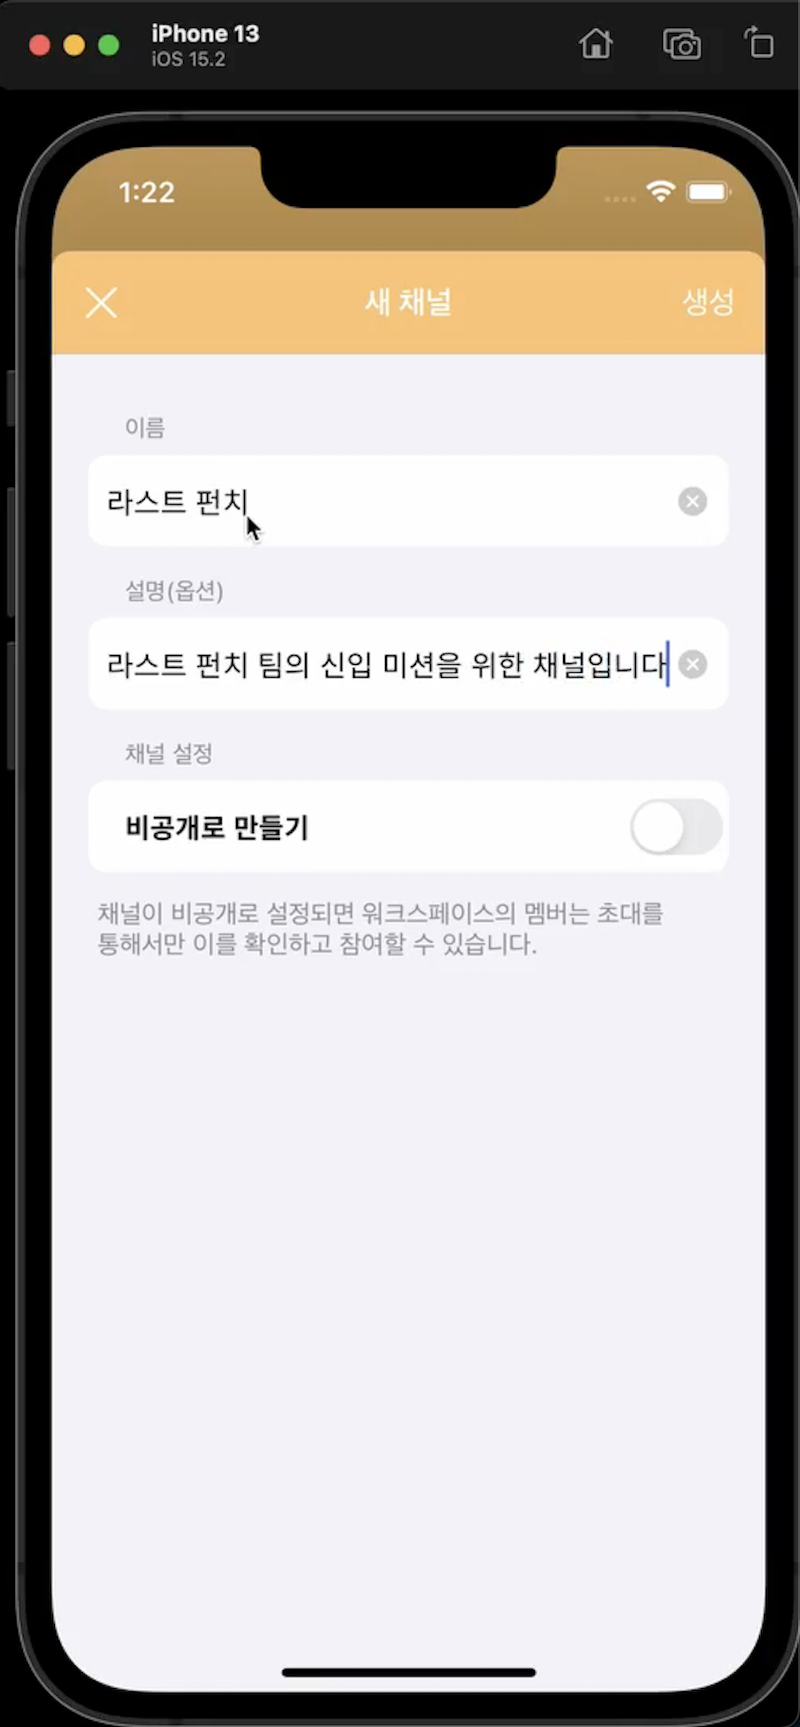 iPhone 13
iOS 15.2
1:22
새 채널
생성
이름
라스트 펀치
설명(옵션)
라스트 펀치 팀의 신입 미션을 위한 채널입니다
채널 설정
비공개로 만들기
채널이 비공개로 설정되면 워크스페이스의 멤버는 초대를
통해서만 이를 확인하고 참여할 수 있습니다.